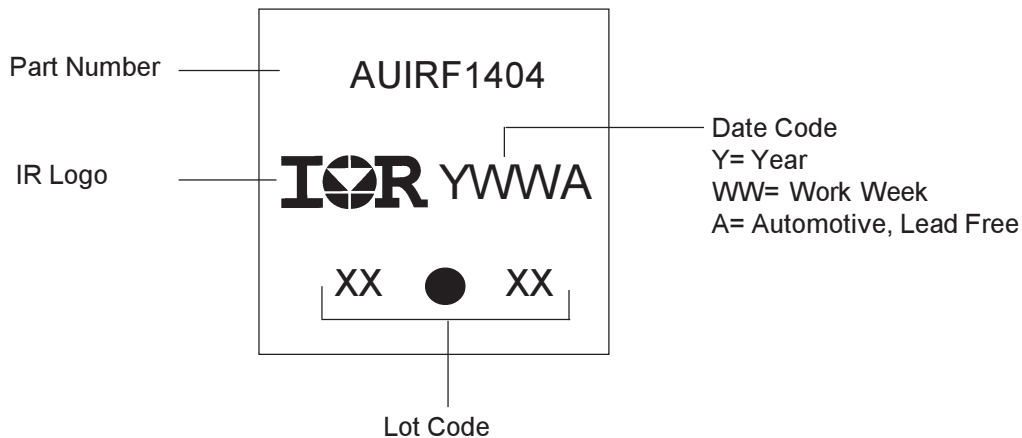 Part Number
AUIRF1404
IR Logo
IOR YWWA
Date Code
Y= Year
WW= Work Week
A= Automotive, Lead Free
XX XX
Lot Code